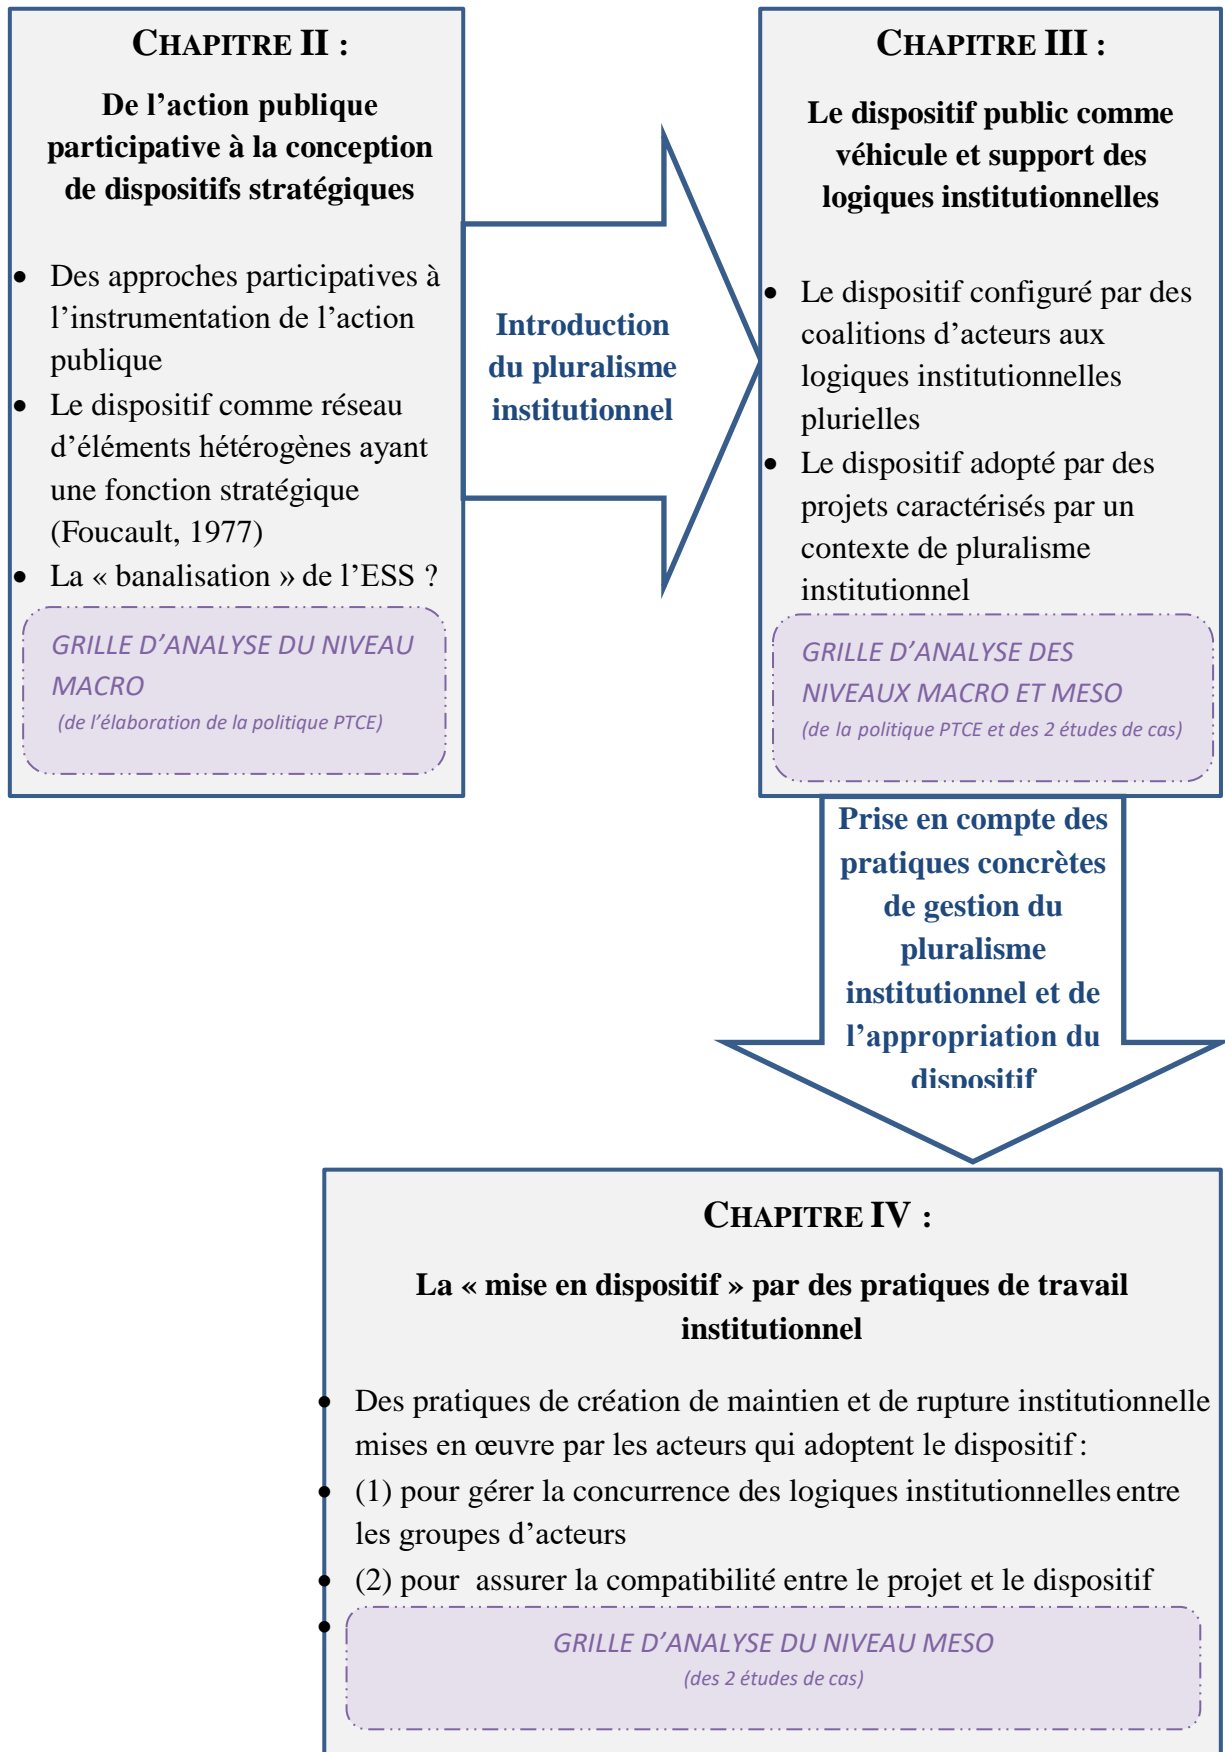 CHAPITRE II :
De l’action publique
participative à la conception
de dispositifs stratégiques
• Des approches participatives à
l’instrumentation de l’action
publique
• Le dispositif comme réseau
d’éléments hétérogènes ayant
une fonction stratégique
(Foucault, 1977)
• La « banalisation » de l’ESS ?
GRILLE D’ANALYSE DU NIVEAU
MACRO
(de l’élaboration de la politique PTCE)
Introduction
du pluralisme
institutionnel
CHAPITRE III :
Le dispositif public comme
véhicule et support des
logiques institutionnelles
• Le dispositif configuré par des
coalitions d’acteurs aux
logiques institutionnelles
plurielles
• Le dispositif adopté par des
projets caractérisés par un
contexte de pluralisme
institutionnel
GRILLE D’ANALYSE DES
NIVEAUX MACRO ET MESO
(de la politique PTCE et des 2 études de cas)
Prise en compte des
pratiques concrètes
de gestion du
pluralisme
institutionnel et de
l’appropriation du
dispositif
CHAPITRE IV :
La « mise en dispositif » par des pratiques de travail
institutionnel
• Des pratiques de création de maintien et de rupture institutionnelle
mises en œuvre par les acteurs qui adoptent le dispositif :
• (1) pour gérer la concurrence des logiques institutionnelles entre
les groupes d’acteurs
• (2) pour assurer la compatibilité entre le projet et le dispositif
•
GRILLE D’ANALYSE DU NIVEAU MESO
(des 2 études de cas)